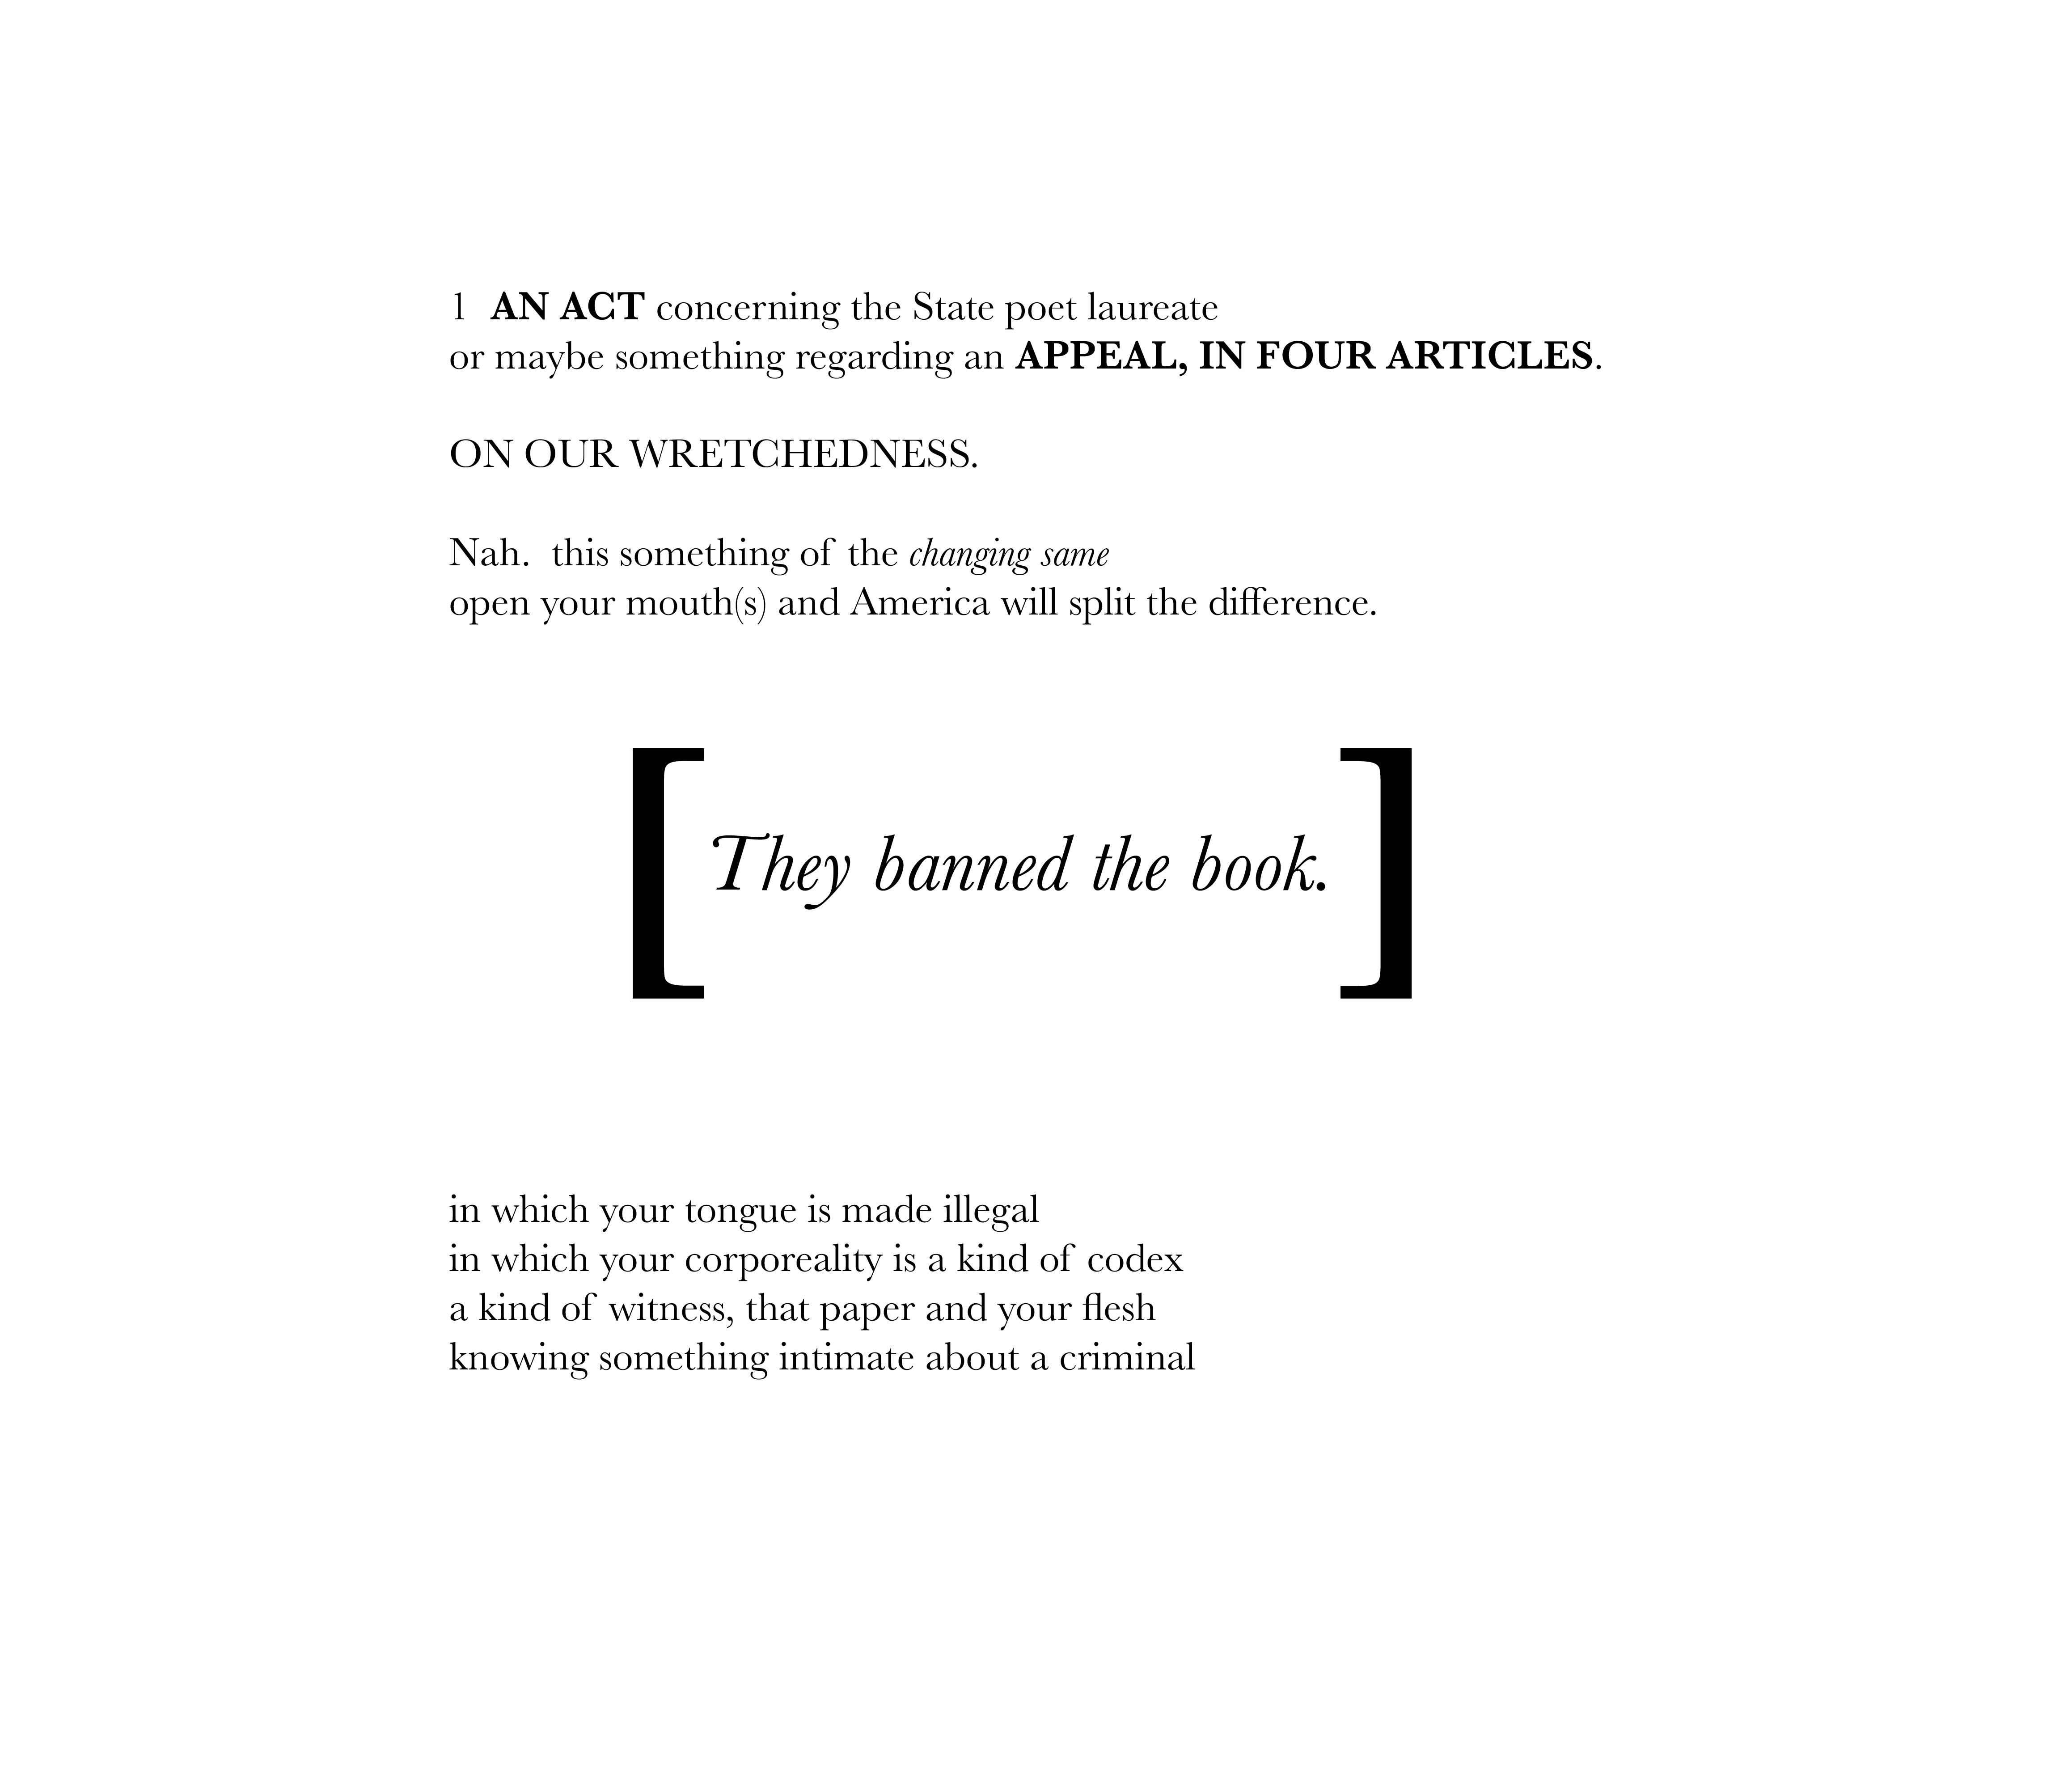 1 AN ACT concerning the State poet laureate
or maybe something regarding an APPEAL, IN FOUR ARTICLES.
ON OUR WRETCHEDNESS.
Nah. this something of the changing same
open your mouth(s) and America will split the difference.
[They banned the book.]
in which your tongue is made illegal
in which your corporeality is a kind of codex
a kind of witness, that paper and your flesh
knowing something intimate about a criminal